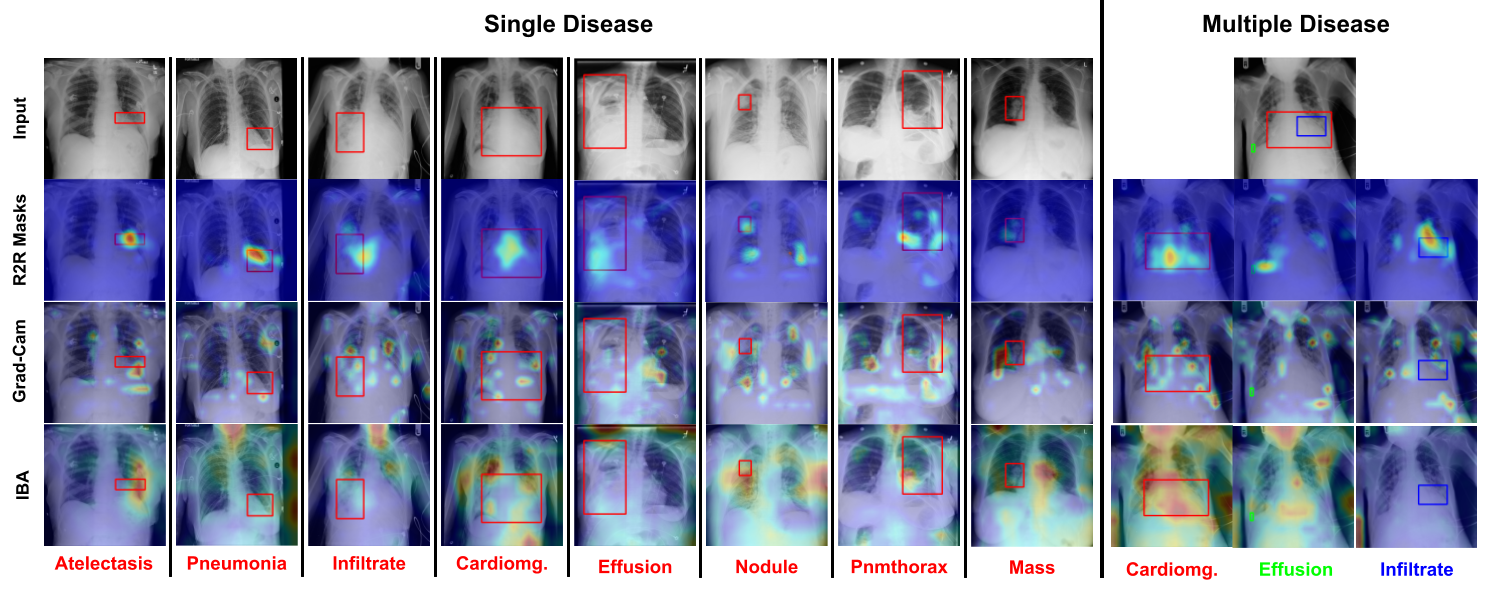 Single Disease
Multiple Disease
Input
R2R Masks
Grad-Cam
IBA
Atelectasis
Pneumonia
Infiltrate
Cardiomg.
Effusion
Nodule
Pnmthorax
Mass
Cardiomg.
Effusion
Infiltrate